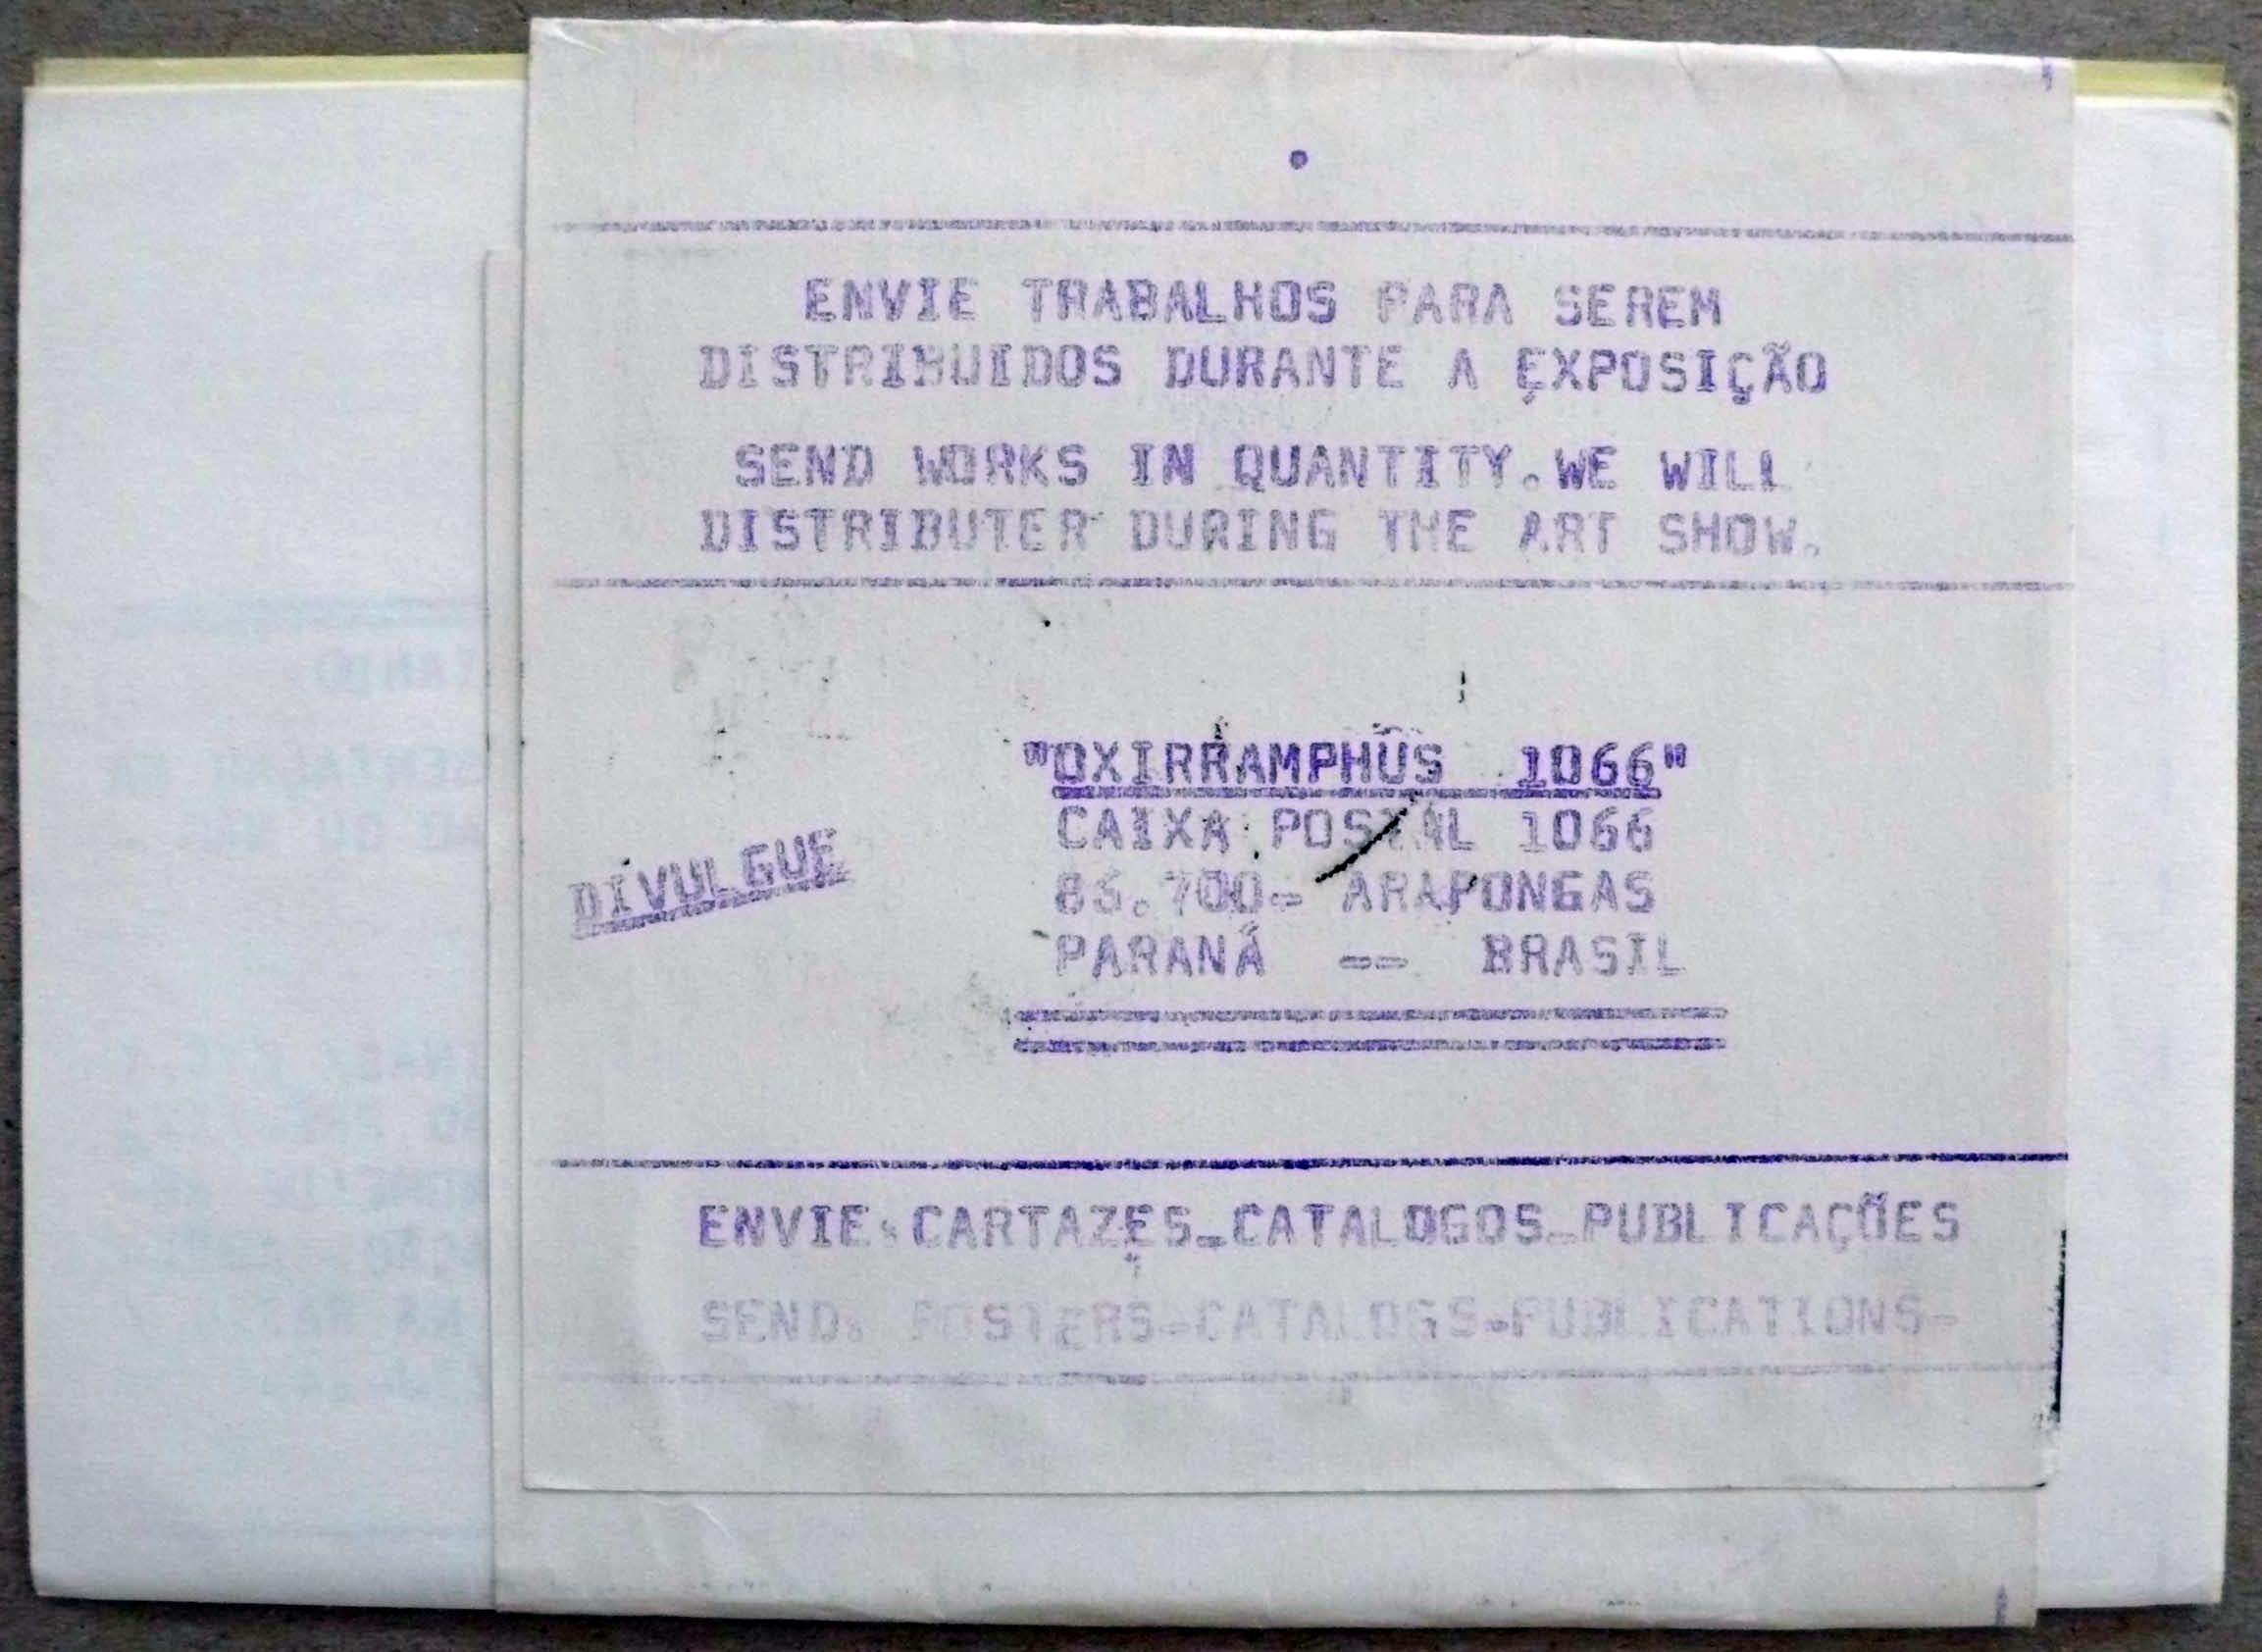 ENVIE TRABALHOS PARA SEREM
DISTRIBUIDOS DURANTE A EXPOSIÇÃO
SEND WORKS IN QUANTITY.WE WILL
DISTRIBUTER DURING THE ART SHOW.
"OXIRRAMPHUS 1066"
CAIXA POSTAL 1066
86.700- ARAPONGAS
PARANÃ -- BRASIL
DIVULGUE
ENVIE CARTAZES-CATALOGOS-PUBLICAÇÕES
SEND. POSTERS-CATALOGS-PUBLICATIONS-